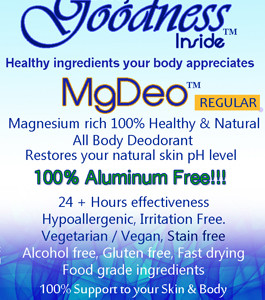 Goodness™
Inside
Healthy ingredients your body appreciates
MgDeo™
REGULAR
Magnesium rich 100% Healthy & Natural
All Body Deodorant
Restores your natural skin pH level
100% Aluminum Free!!!
24 + Hours effectiveness
Hypoallergenic, Irritation Free.
Vegetarian / Vegan, Stain free
Alcohol free, Gluten free, Fast drying
Food grade ingredients
100% Support to your Skin & Body